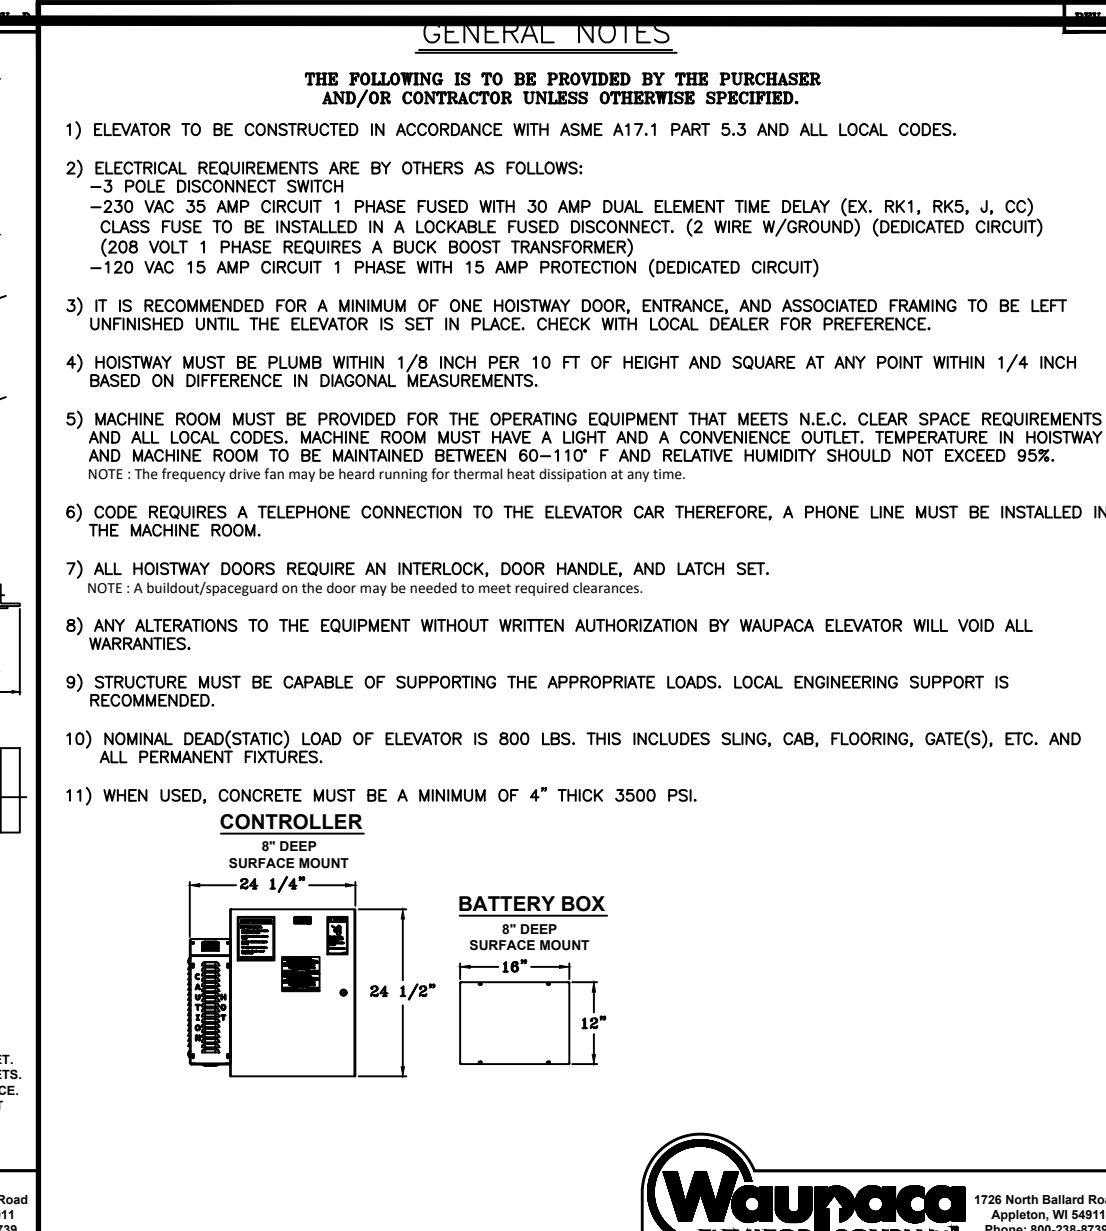 GENERAL NOTES
THE FOLLOWING IS TO BE PROVIDED BY THE PURCHASER
AND/OR CONTRACTOR UNLESS OTHERWISE SPECIFIED.
1) ELEVATOR TO BE CONSTRUCTED IN ACCORDANCE WITH ASME A17.1 PART 5.3 AND ALL LOCAL CODES.
2) ELECTRICAL REQUIREMENTS ARE BY OTHERS AS FOLLOWS:
-3 POLE DISCONNECT SWITCH
-230 VAC 35 AMP CIRCUIT 1 PHASE FUSED WITH 30 AMP DUAL ELEMENT TIME DELAY (EX. RK1, RK5, J, CC)
CLASS FUSE TO BE INSTALLED IN A LOCKABLE FUSED DISCONNECT. (2 WIRE W/GROUND) (DEDICATED CIRCUIT)
(208 VOLT 1 PHASE REQUIRES A BUCK BOOST TRANSFORMER)
-120 VAC 15 AMP CIRCUIT 1 PHASE WITH 15 AMP PROTECTION (DEDICATED CIRCUIT)
3) IT IS RECOMMENDED FOR A MINIMUM OF ONE HOISTWAY DOOR, ENTRANCE, AND ASSOCIATED FRAMING TO BE LEFT
UNFINISHED UNTIL THE ELEVATOR IS SET IN PLACE. CHECK WITH LOCAL DEALER FOR PREFERENCE.
4) HOISTWAY MUST BE PLUMB WITHIN 1/8 INCH PER 10 FT OF HEIGHT AND SQUARE AT ANY POINT WITHIN 1/4 INCH
BASED ON DIFFERENCE IN DIAGONAL MEASUREMENTS.
5) MACHINE ROOM MUST BE PROVIDED FOR THE OPERATING EQUIPMENT THAT MEETS N.E.C. CLEAR SPACE REQUIREMENTS
AND ALL LOCAL CODES. MACHINE ROOM MUST HAVE A LIGHT AND A CONVENIENCE OUTLET. TEMPERATURE IN HOISTWAY
AND MACHINE ROOM TO BE MAINTAINED BETWEEN 60-110° F AND RELATIVE HUMIDITY SHOULD NOT EXCEED 95%.
NOTE : The frequency drive fan may be heard running for thermal heat dissipation at any time.
6) CODE REQUIRES A TELEPHONE CONNECTION TO THE ELEVATOR CAR THEREFORE, A PHONE LINE MUST BE INSTALLED IN
THE MACHINE ROOM.
7) ALL HOISTWAY DOORS REQUIRE AN INTERLOCK, DOOR HANDLE, AND LATCH SET.
NOTE : A buildout/spaceguard on the door may be needed to meet required clearances.
8) ANY ALTERATIONS TO THE EQUIPMENT WITHOUT WRITTEN AUTHORIZATION BY WAUPACA ELEVATOR WILL VOID ALL
WARRANTIES.
9) STRUCTURE MUST BE CAPABLE OF SUPPORTING THE APPROPRIATE LOADS. LOCAL ENGINEERING SUPPORT IS
RECOMMENDED.
10) NOMINAL DEAD(STATIC) LOAD OF ELEVATOR IS 800 LBS. THIS INCLUDES SLING, CAB, FLOORING, GATE(S), ETC. AND
ALL PERMANENT FIXTURES.
11) WHEN USED, CONCRETE MUST BE A MINIMUM OF 4" THICK 3500 PSI.
CONTROLLER
8" DEEP
SURFACE MOUNT
24 1/4"
24 1/2"
CAUTION
HOT
BATTERY BOX
8" DEEP
SURFACE MOUNT
16"
12"
ET.
ETS.
CE.
T
Road
911
739
Waupaca
ELEVATOR COMPANY
1726 North Ballard Roa
Appleton, WI 54911
Phone: 800-238-8739